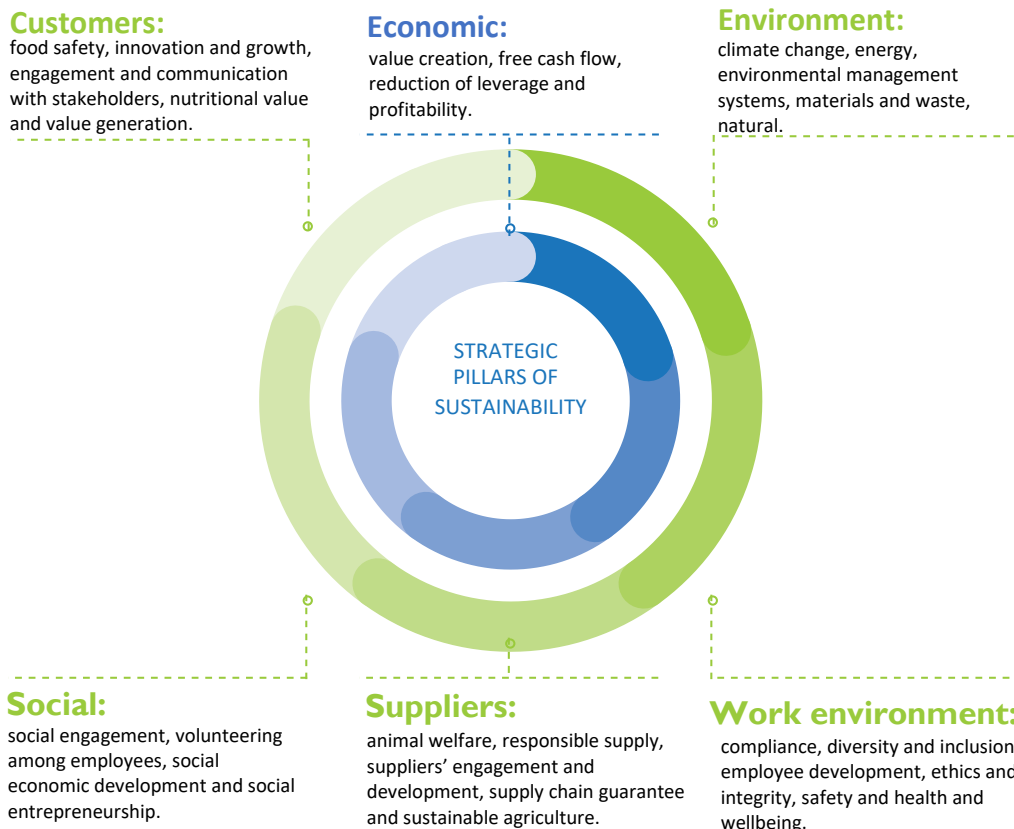 Customers:
food safety, innovation and growth,
engagement and communication
with stakeholders, nutritional value
and value generation.
Economic:
value creation, free cash flow,
reduction of leverage and
profitability.
Environment:
climate change, energy,
environmental management
systems, materials and waste,
natural.
STRATEGIC
PILLARS OF
SUSTAINABILITY
Social:
social engagement, volunteering
among employees, social
economic development and social
entrepreneurship.
Suppliers:
animal welfare, responsible supply,
suppliers’ engagement and
development, supply chain guarantee
and sustainable agriculture.
Work environment:
compliance, diversity and inclusion
employee development, ethics and
integrity, safety and health and
wellbeing.